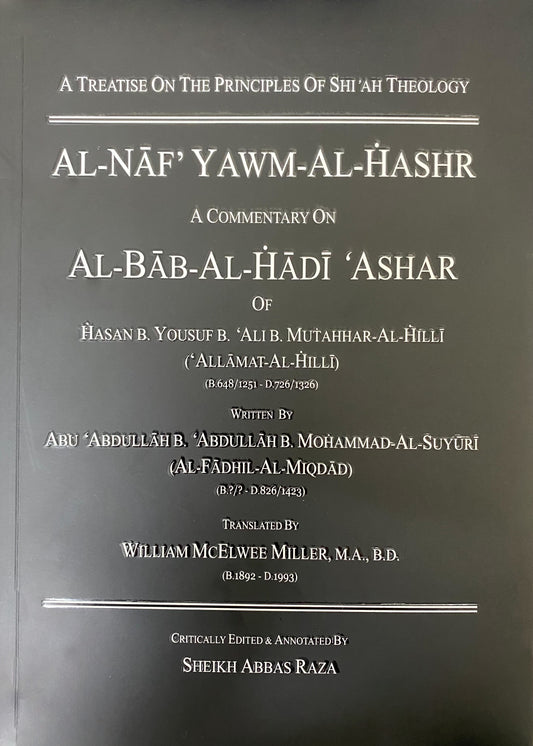 A Treatise On The Principles Of Shi'ah Theology
Al-Nāf' Yawm-Al-Ḣashr
A Commentary On
Al-Bāb-Al-Ḣādī 'Ashar
Of
Ḣasan B. Yousuf B. 'Ali B. Muṫahhar-Al-Ḣillī
('Allāmat-Al-Ḣillī)
(B.648/1251 - D.726/1326)
Written By
Abu 'Abdullāh B. 'Abdullāh B. Moḣammad-Al-Suyūrī
(Al-Fādhil-Al-Miqdād)
(B.?/? - D.826/1423)
Translated By
William McElwee Miller, M.A., B.D.
(B.1892 - D.1993)
Critically Edited & Annotated By
Sheikh Abbas Raza